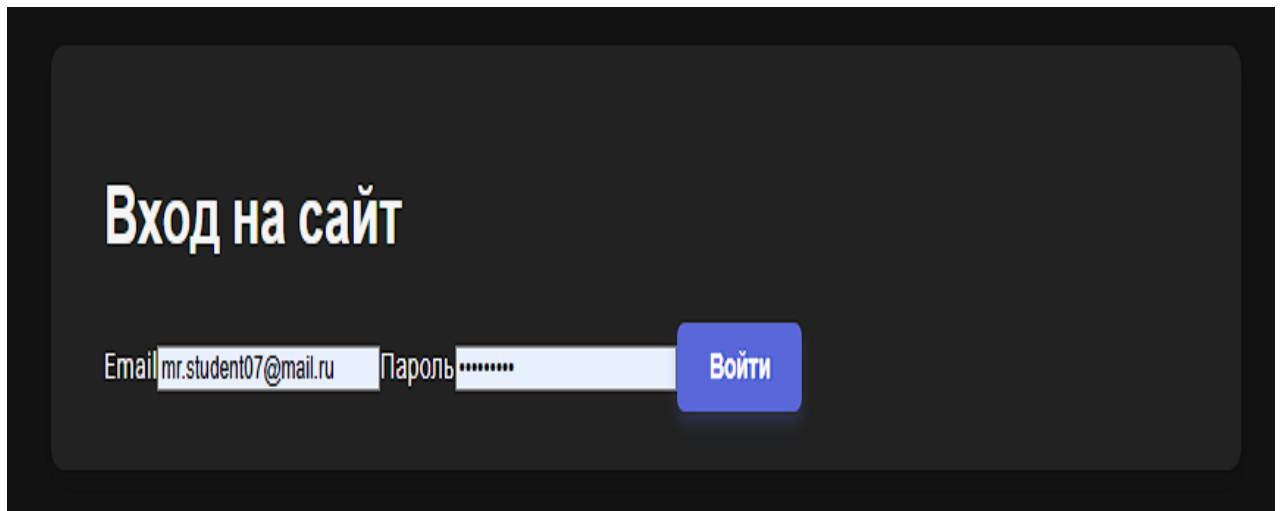 Вход на сайт
Email mr.student07@mail.ru Пароль ••••••••• Войти